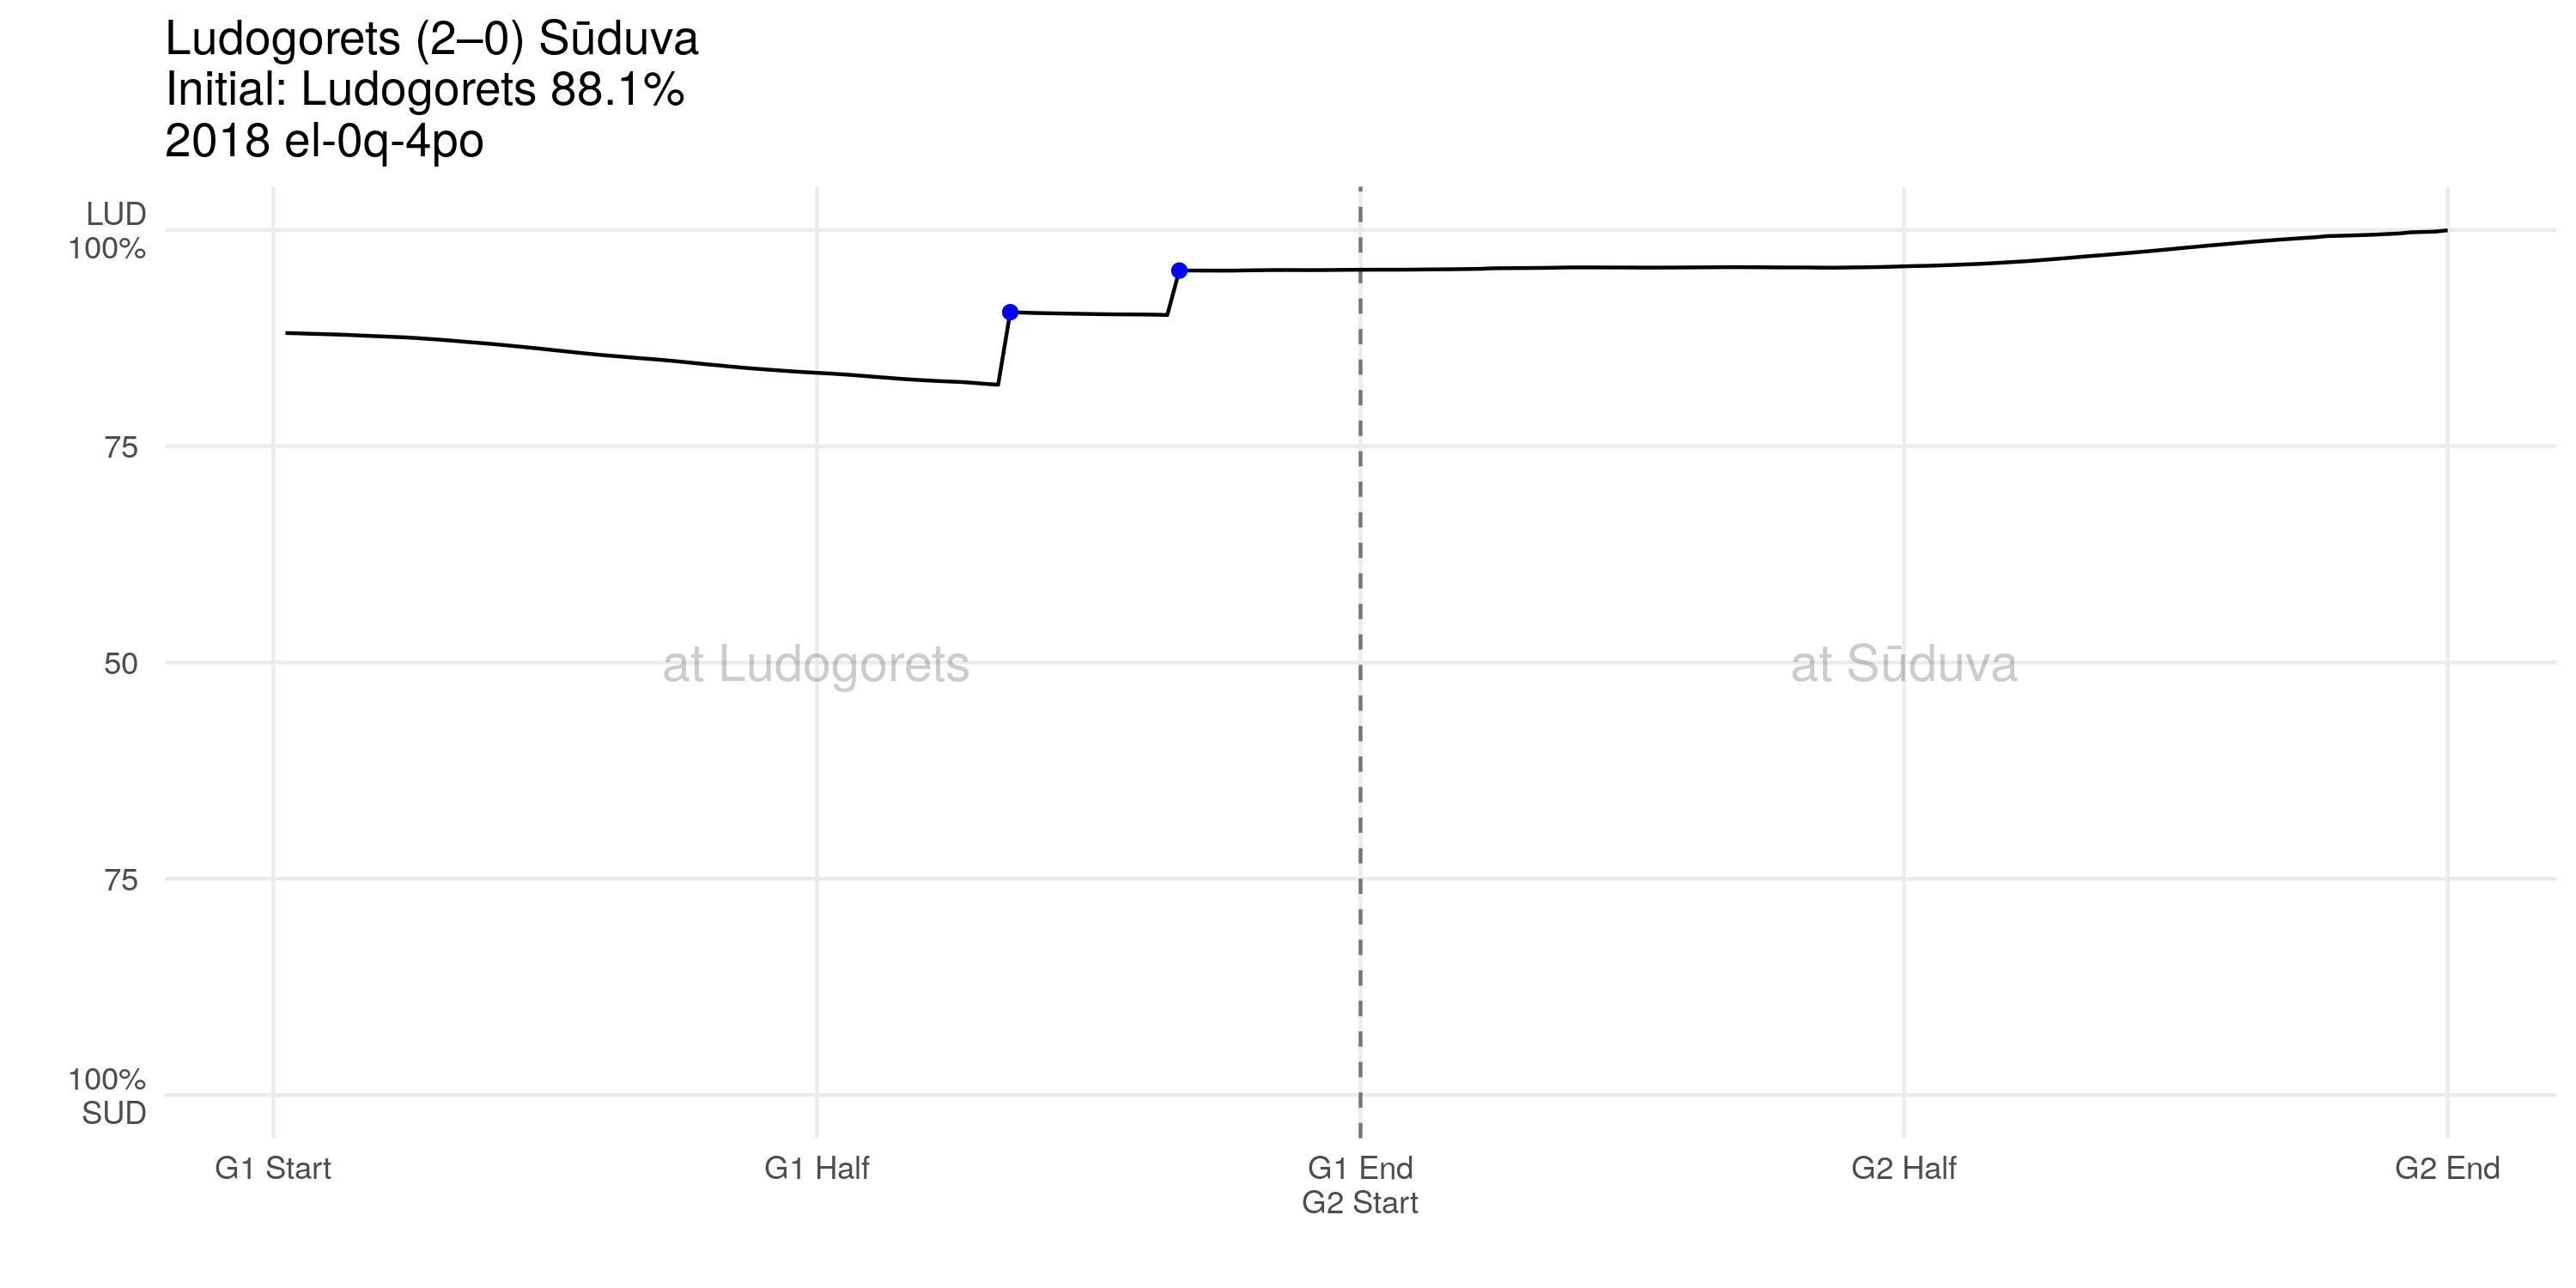 Ludogorets (2–0) Sūduva
Initial: Ludogorets 88.1%
2018 el-0q-4po
LUD
100%
75
50
75
100%
SUD
at Ludogorets
at Sūduva
G1 Start
G1 Half
G1 End
G2 Start
G2 Half
G2 End